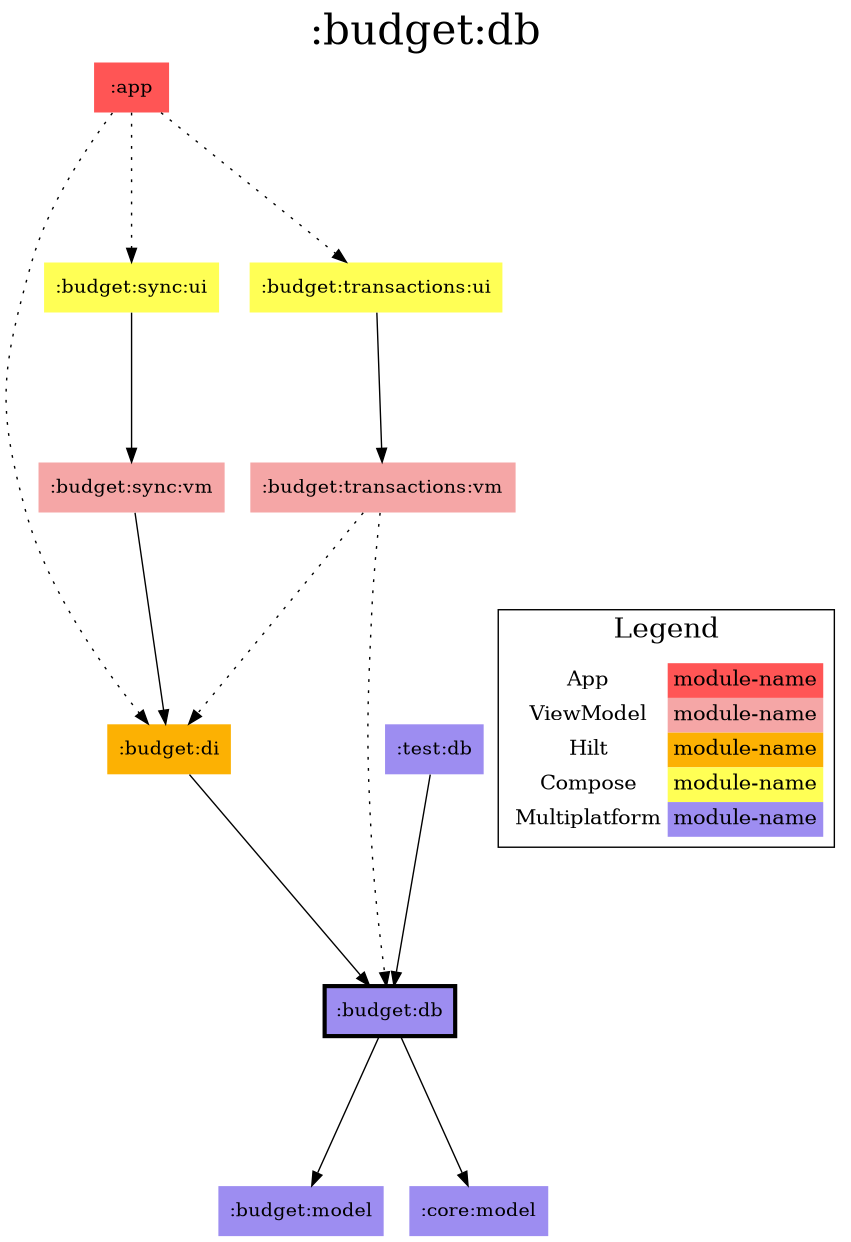 :budget:db
:app
:budget:sync:ui
:budget:transactions:ui
:budget:sync:vm
:budget:transactions:vm
:budget:di
:test:db
Legend
App module-name
ViewModel module-name
Hilt module-name
Compose module-name
Multiplatform module-name
:budget:db
:budget:model
:core:model